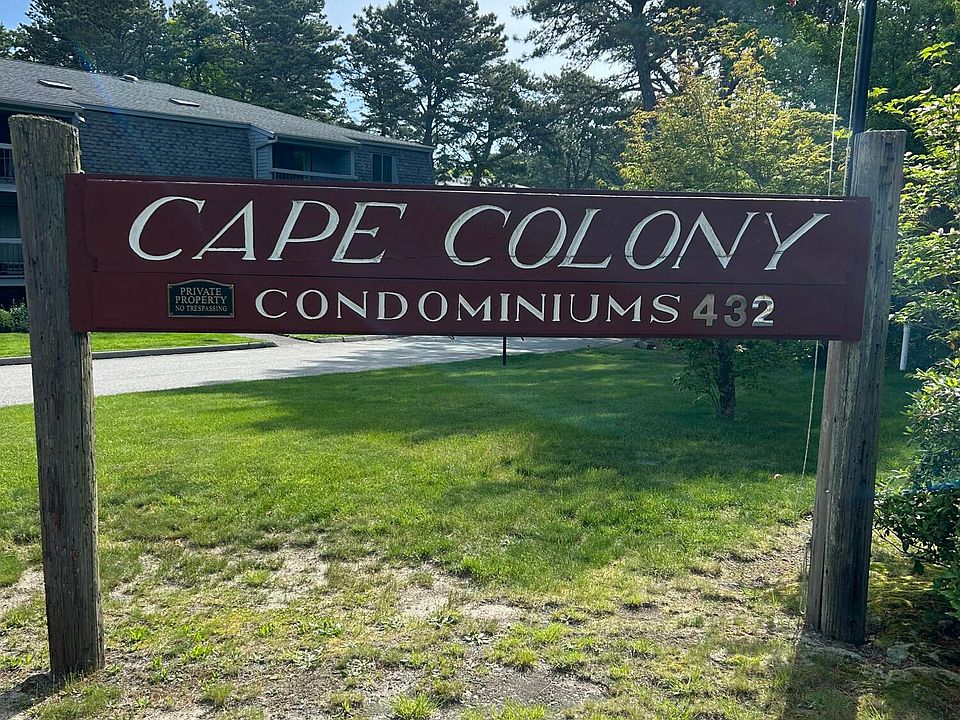 CAPE COLONY
PRIVATE
PROPERTY
NO TRESPASSING
CONDOMINIUMS 432